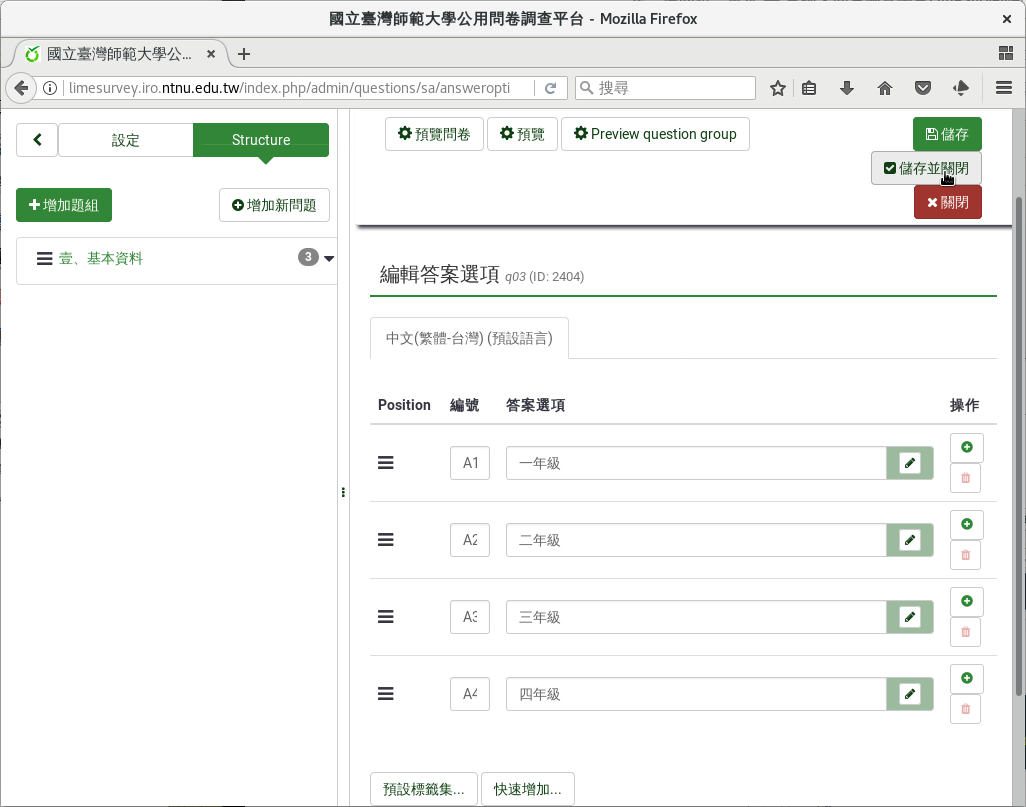 國立臺灣師範大學公用問卷調查平台 - Mozilla Firefox
國立臺灣師範大學公...
limesurvey.iro.ntnu.edu.tw/index.php/admin/questions/sa/answeropti
搜尋
設定
Structure
預覽問卷
預覽
Preview question group
儲存
儲存並關閉
關閉
增加題組
增加新問題
壹、基本資料
3
編輯答案選項 q03 (ID: 2404)
中文(繁體-台灣) (預設語言)
Position 編號 答案選項 操作
A1 一年級
A2 二年級
A3 三年級
A4 四年級
預設標籤集...
快速增加...